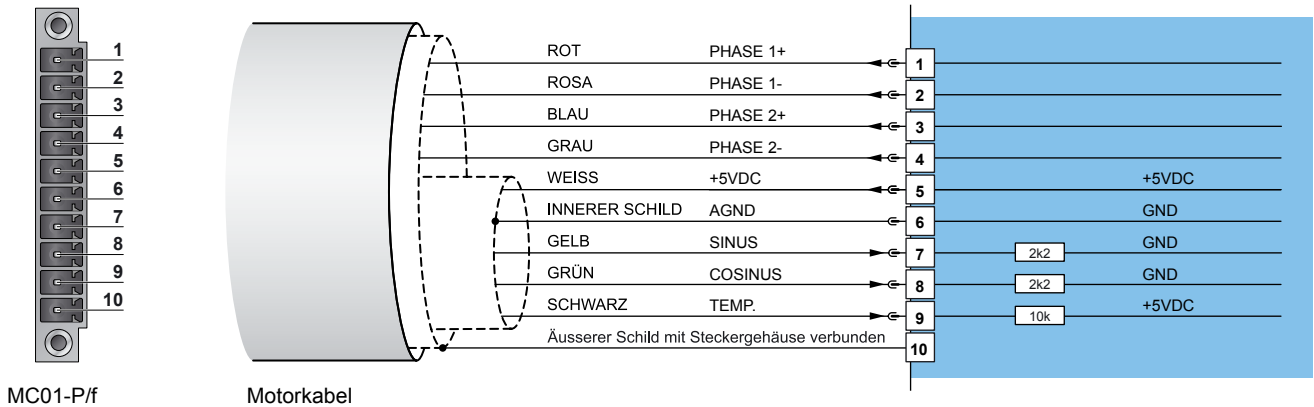 1
2
3
4
5
6
7
8
9
10
MC01-P/f
Motorkabel
ROT PHASE 1+ 1
ROSA PHASE 1- 2
BLAU PHASE 2+ 3
GRAU PHASE 2- 4
WEISS +5VDC 5 +5VDC
INNERER SCHILD AGND 6 GND
GELB SINUS 7 2k2 GND
GRÜN COSINUS 8 2k2 GND
SCHWARZ TEMP. 9 10k +5VDC
Äusserer Schild mit Steckergehäuse verbunden 10